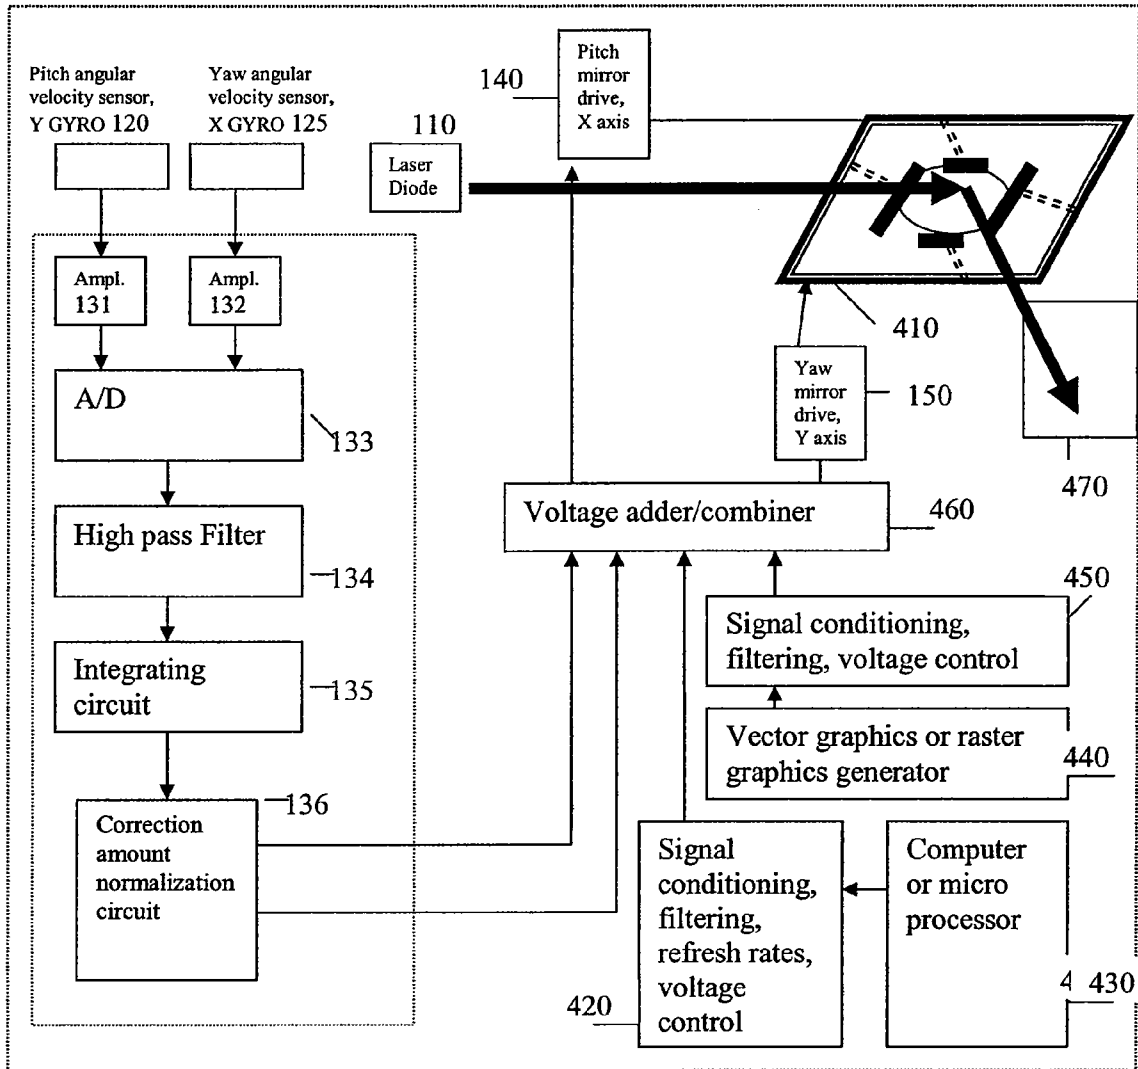 Pitch angular
velocity sensor,
Y GYRO 120
Yaw angular
velocity sensor,
X GYRO 125
110
Laser
Diode
140
Pitch
mirror
drive,
X axis
410
Yaw
mirror
drive,
Y axis
150
470
Ampl.
131
Ampl.
132
A/D
133
High pass Filter
134
Integrating
circuit
135
136
Correction
amount
normalization
circuit
Voltage adder/combiner
460
450
Signal conditioning,
filtering, voltage control
Vector graphics or raster
graphics generator
440
Signal
conditioning,
filtering,
refresh rates,
voltage
control
420
Computer
or micro
processor
4 430